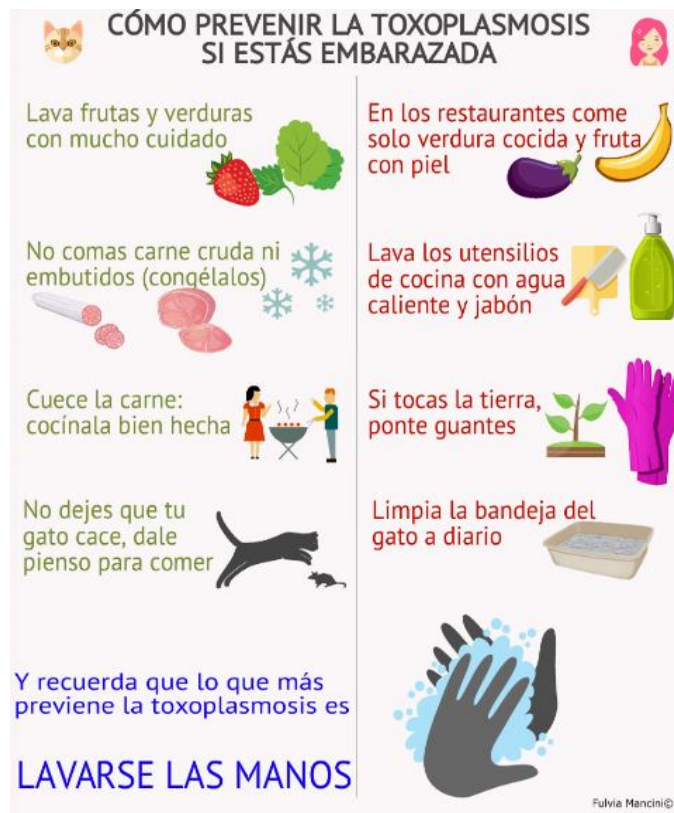 CÓMO PREVENIR LA TOXOPLASMOSIS
SI ESTÁS EMBARAZADA
Lava frutas y verduras
con mucho cuidado
En los restaurantes come
solo verdura cocida y fruta
con piel
No comas carne cruda ni
embutidos (congélalos)
Lava los utensilios
de cocina con agua
caliente y jabón
Cuece la carne:
cocínala bien hecha
Si tocas la tierra,
ponte guantes
No dejes que tu
gato cace, dale
pienso para comer
Limpia la bandeja del
gato a diario
Y recuerda que lo que más
previene la toxoplasmosis es
LAVARSE LAS MANOS
Fulvia Mancini©